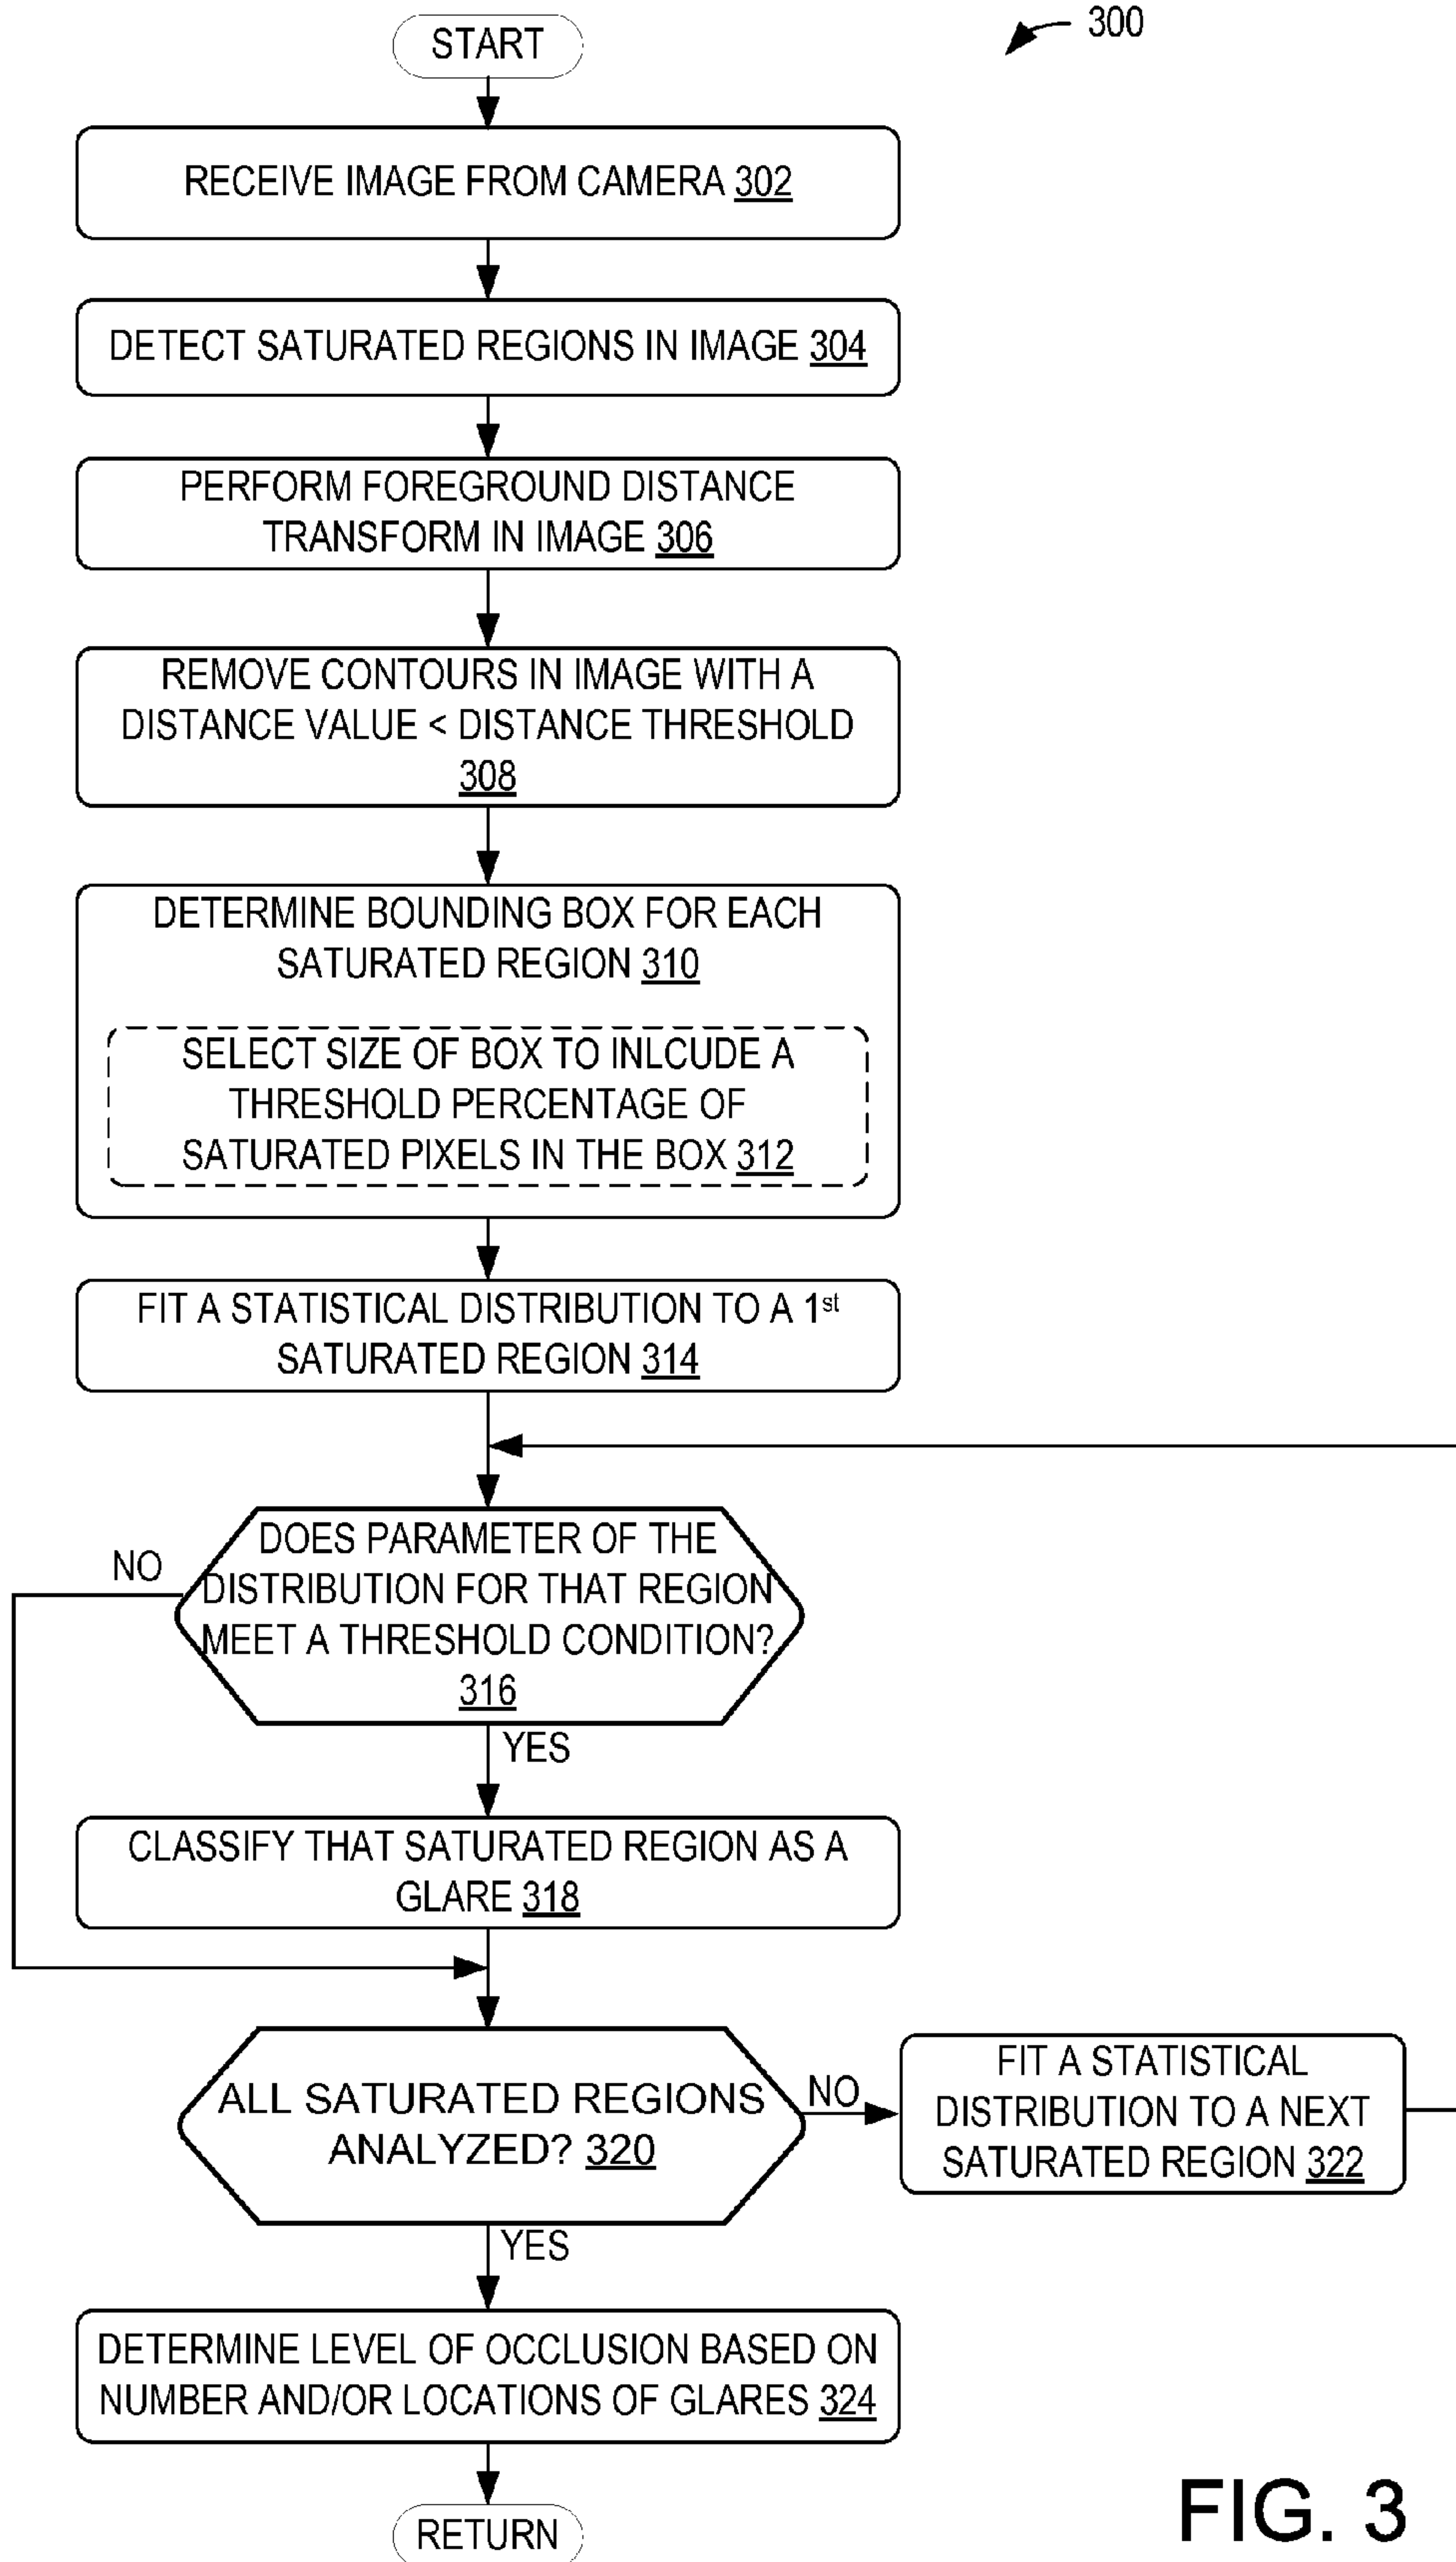 START
300
RECEIVE IMAGE FROM CAMERA 302
DETECT SATURATED REGIONS IN IMAGE 304
PERFORM FOREGROUND DISTANCE
TRANSFORM IN IMAGE 306
REMOVE CONTOURS IN IMAGE WITH A
DISTANCE VALUE < DISTANCE THRESHOLD
308
DETERMINE BOUNDING BOX FOR EACH
SATURATED REGION 310
SELECT SIZE OF BOX TO INLCUDE A
THRESHOLD PERCENTAGE OF
SATURATED PIXELS IN THE BOX 312
FIT A STATISTICAL DISTRIBUTION TO A 1st
SATURATED REGION 314
DOES PARAMETER OF THE
DISTRIBUTION FOR THAT REGION
MEET A THRESHOLD CONDITION?
316
NO
YES
CLASSIFY THAT SATURATED REGION AS A
GLARE 318
ALL SATURATED REGIONS
ANALYZED? 320
NO
FIT A STATISTICAL
DISTRIBUTION TO A NEXT
SATURATED REGION 322
YES
DETERMINE LEVEL OF OCCLUSION BASED ON
NUMBER AND/OR LOCATIONS OF GLARES 324
RETURN
FIG. 3